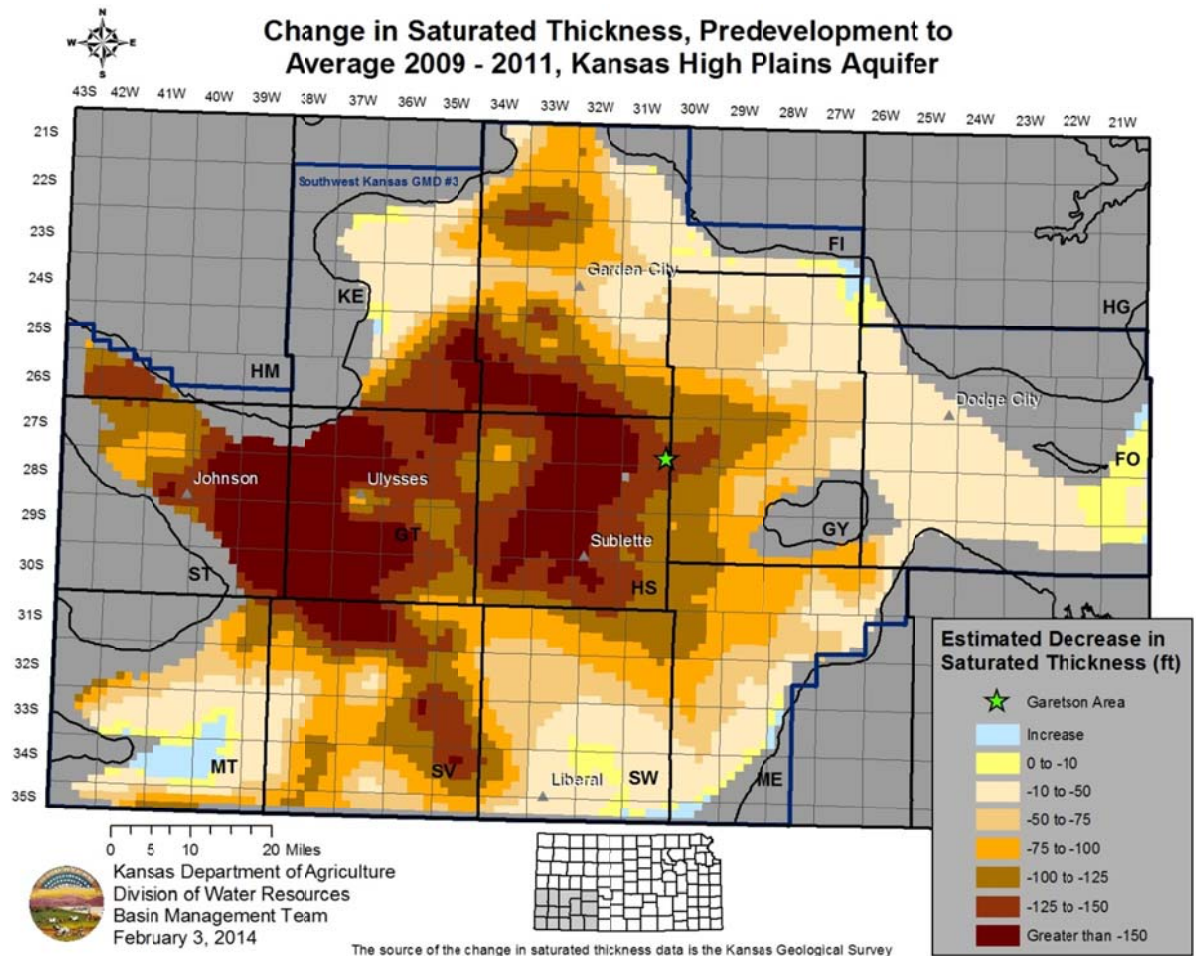 Change in Saturated Thickness, Predevelopment to
Average 2009 - 2011, Kansas High Plains Aquifer
N
W E
S
43S 42W 41W 40W 39W 38W 37W 36W 35W 34W 33W 32W 31W 30W 29W 28W 27W 26W 25W 24W 23W 22W 21W
21S
22S
Southwest Kansas GMD #3
23S
FI
24S
Garden City
KE
HG
25S
HM
26S
Dodge City
27S
28S
Johnson
Ulysses
FO
29S
GT
Sublette
GY
30S
ST
HS
31S
32S
33S
34S
MT
SV
Liberal
SW
ME
35S
Estimated Decrease in
Saturated Thickness (ft)
Garetson Area
Increase
0 to -10
-10 to -50
-50 to -75
-75 to -100
-100 to -125
-125 to -150
Greater than -150
0 5 10 20 Miles
Kansas Department of Agriculture
Division of Water Resources
Basin Management Team
February 3, 2014
The source of the change in saturated thickness data is the Kansas Geological Survey